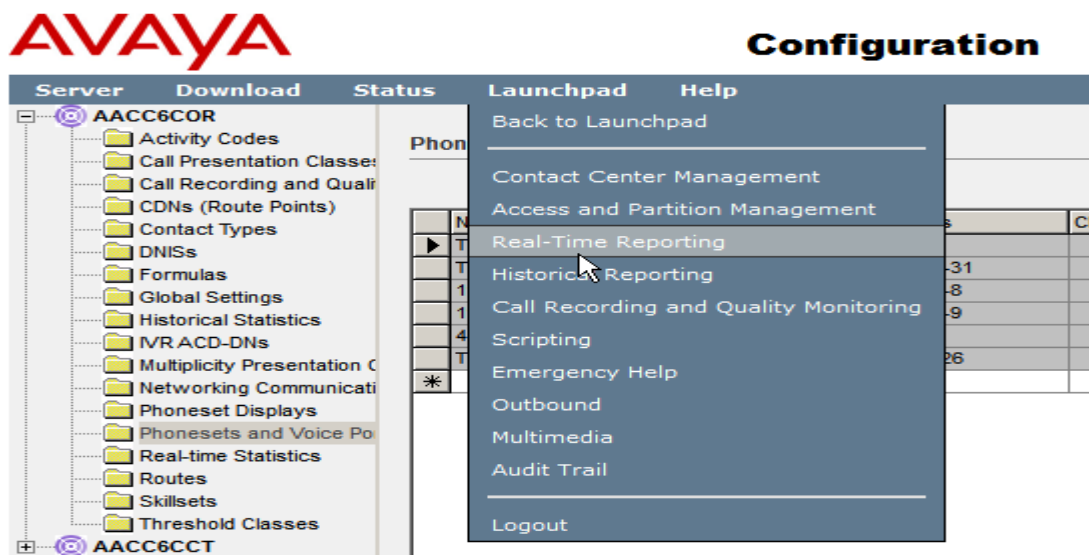 AVAYA
Configuration
Server Download Status Launchpad Help
AACC6COR
Activity Codes
Call Presentation Classes
Call Recording and Quali
CDNs (Route Points)
Contact Types
DNISs
Formulas
Global Settings
Historical Statistics
IVR ACD-DNs
Multiplicity Presentation
Networking Communicati
Phoneset Displays
Phonesets and Voice Po
Real-time Statistics
Routes
Skillsets
Threshold Classes
AACC6CCT
Phon
Back to Launchpad
Contact Center Management
Access and Partition Management
Real-Time Reporting
Historical Reporting
Call Recording and Quality Monitoring
Scripting
Emergency Help
Outbound
Multimedia
Audit Trail
Logout
N s C
T
T -31
1 -8
1 -9
4
T 26